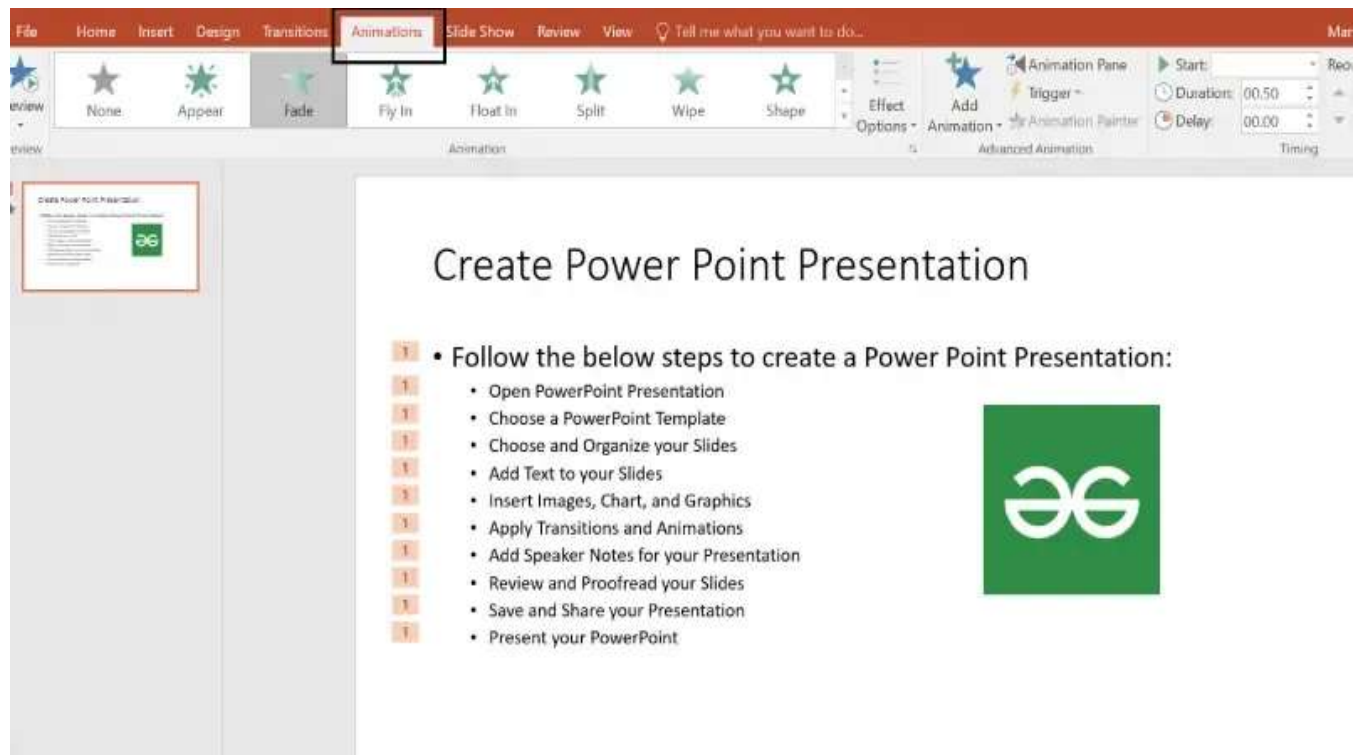 File Home Insert Design Transitions Animations Slide Show Review View Tell me what you want to do...
None Appear Fade Fly In Float In Split Wipe Shape
Effect Options
Add Animation
Animation Pane
Trigger
Animation Painter
Start:
Duration: 00.50
Delay: 00.00
Animation Advanced Animation Timing
Create Power Point Presentation
Create Power Point Presentation
1 • Follow the below steps to create a Power Point Presentation:
1 • Open PowerPoint Presentation
1 • Choose a PowerPoint Template
1 • Choose and Organize your Slides
1 • Add Text to your Slides
1 • Insert Images, Chart, and Graphics
1 • Apply Transitions and Animations
1 • Add Speaker Notes for your Presentation
1 • Review and Proofread your Slides
1 • Save and Share your Presentation
1 • Present your PowerPoint